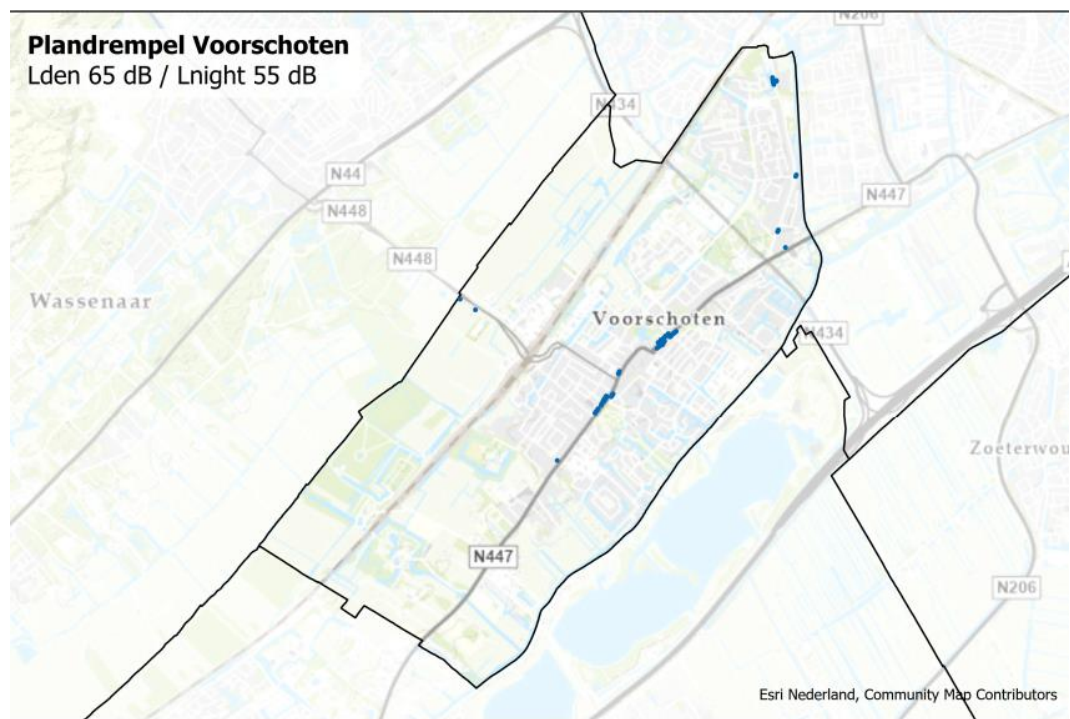 Plandrempel Voorschoten
Lden 65 dB / Lnight 55 dB
N206
N434
N44
N447
N448
N448
Wassenaar
Voorschoten
N434
Zoeterwou
N447
N206
Esri Nederland, Community Map Contributors